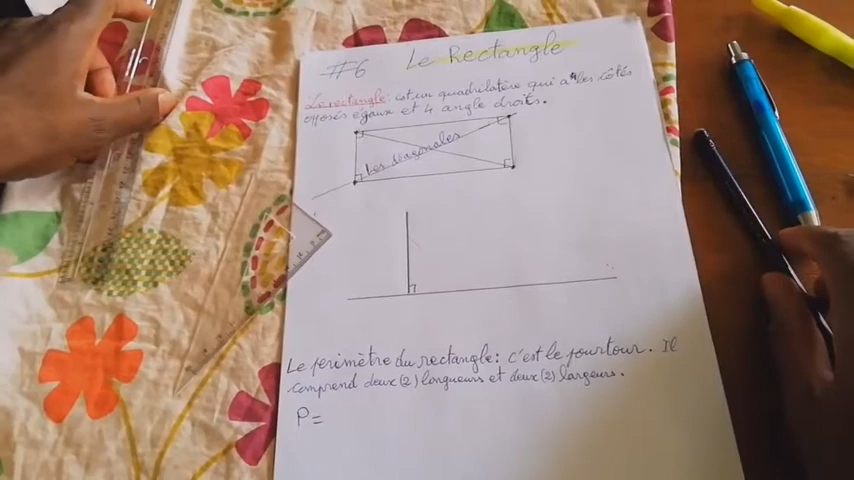 #6 Le Rectangle
Le rectangle: est un quadrilatère qui a les côtés
opposés égaux et 4 angle droits.
Les diagonales
Le périmètre du rectangle: c'est le pourtour. Il
comprend deux(2) longueurs et deux(2) largeurs.
P=